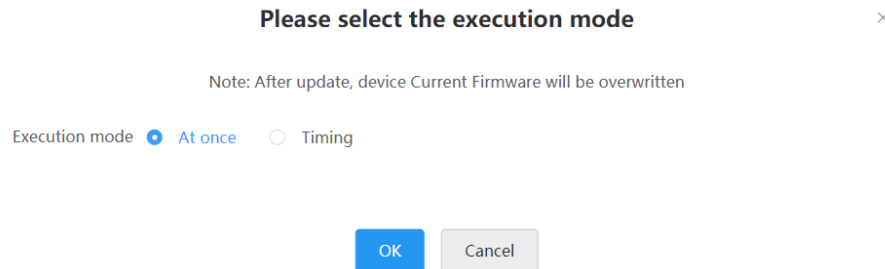 Please select the execution mode
Note: After update, device Current Firmware will be overwritten
Execution mode At once Timing
OK Cancel